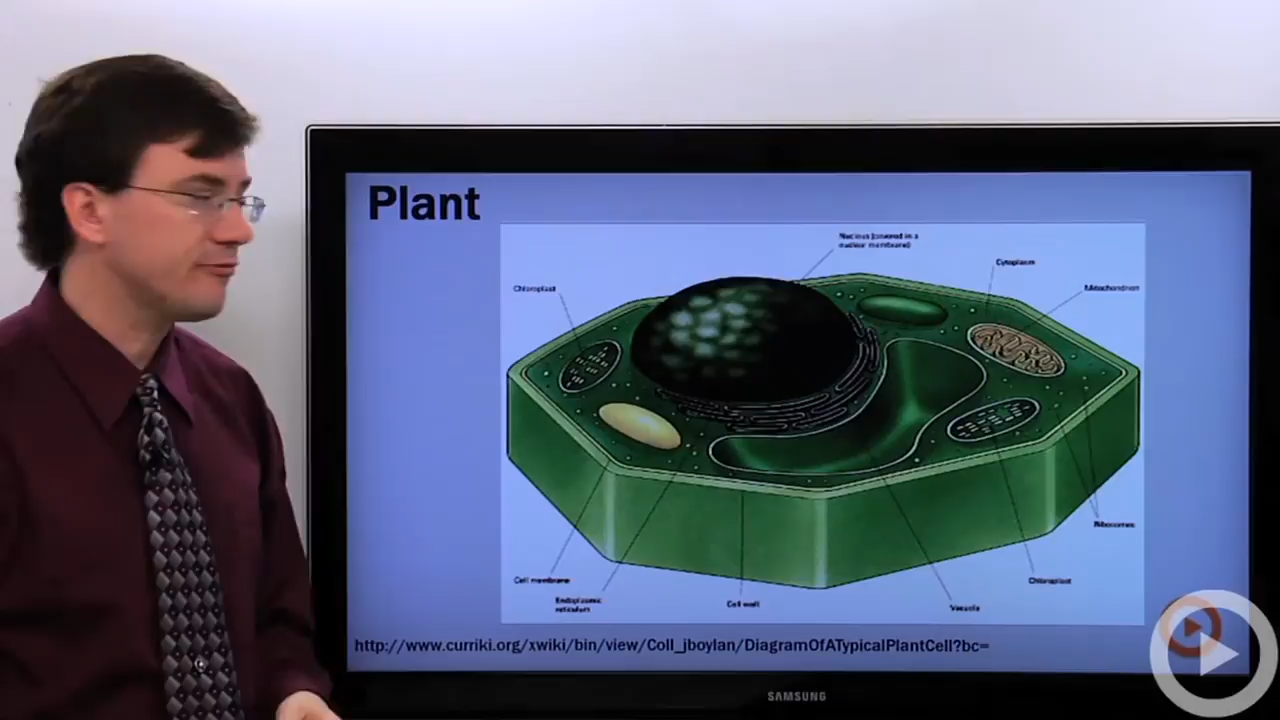 Plant
Nucleus (covered in a
nuclear membrane)
Cytoplasm
Chloroplast
Mitochondrion
Ribosomes
Cell membrane
Endoplasmic
reticulum
Cell wall
Vacuole
Chloroplast
http://www.curriki.org/xwiki/bin/view/Coll_jboylan/DiagramOfATypicalPlantCell?bc=
SAMSUNG